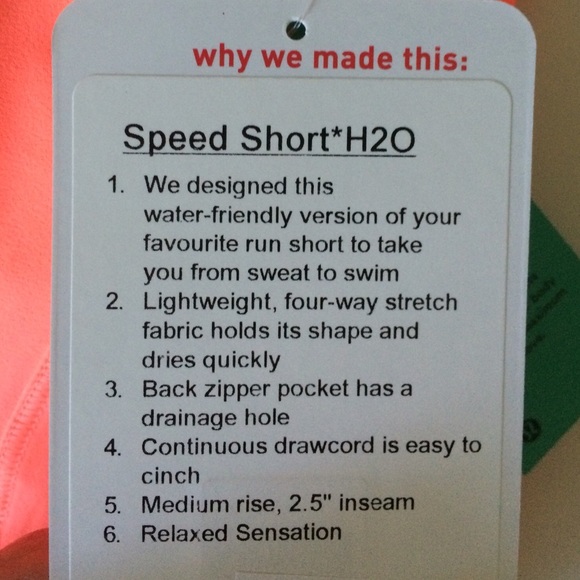 why we made this:
Speed Short*H2O
1. We designed this
water-friendly version of your
favourite run short to take
you from sweat to swim
2. Lightweight, four-way stretch
fabric holds its shape and
dries quickly
3. Back zipper pocket has a
drainage hole
4. Continuous drawcord is easy to
cinch
5. Medium rise, 2.5" inseam
6. Relaxed Sensation